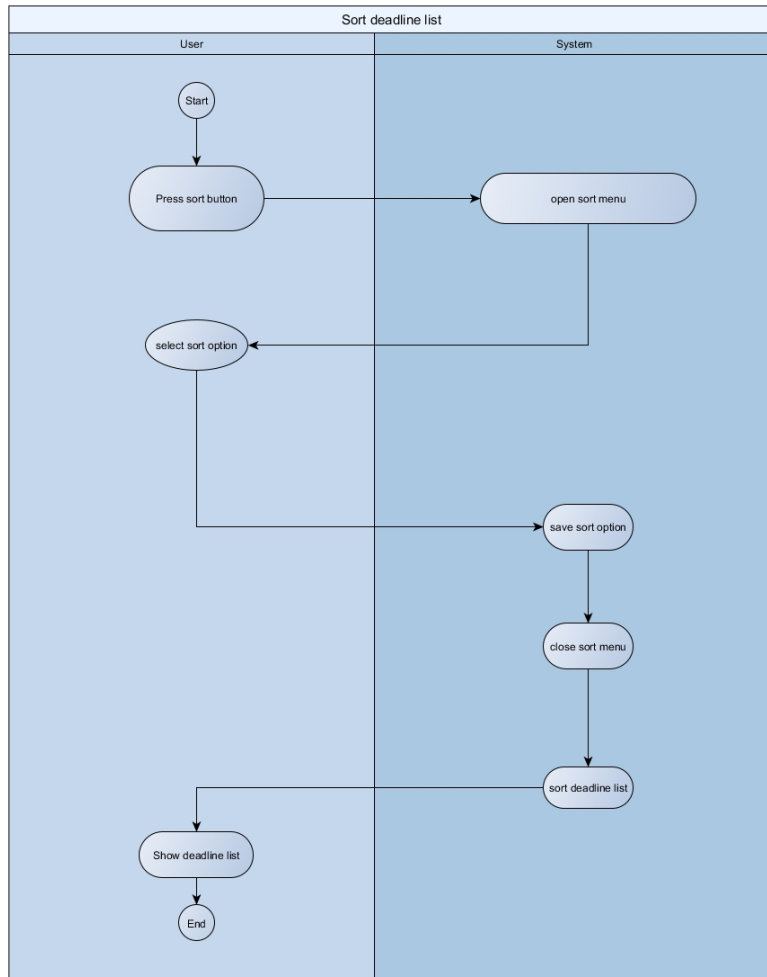 Sort deadline list
User
System
Start
Press sort button
open sort menu
select sort option
save sort option
close sort menu
sort deadline list
Show deadline list
End